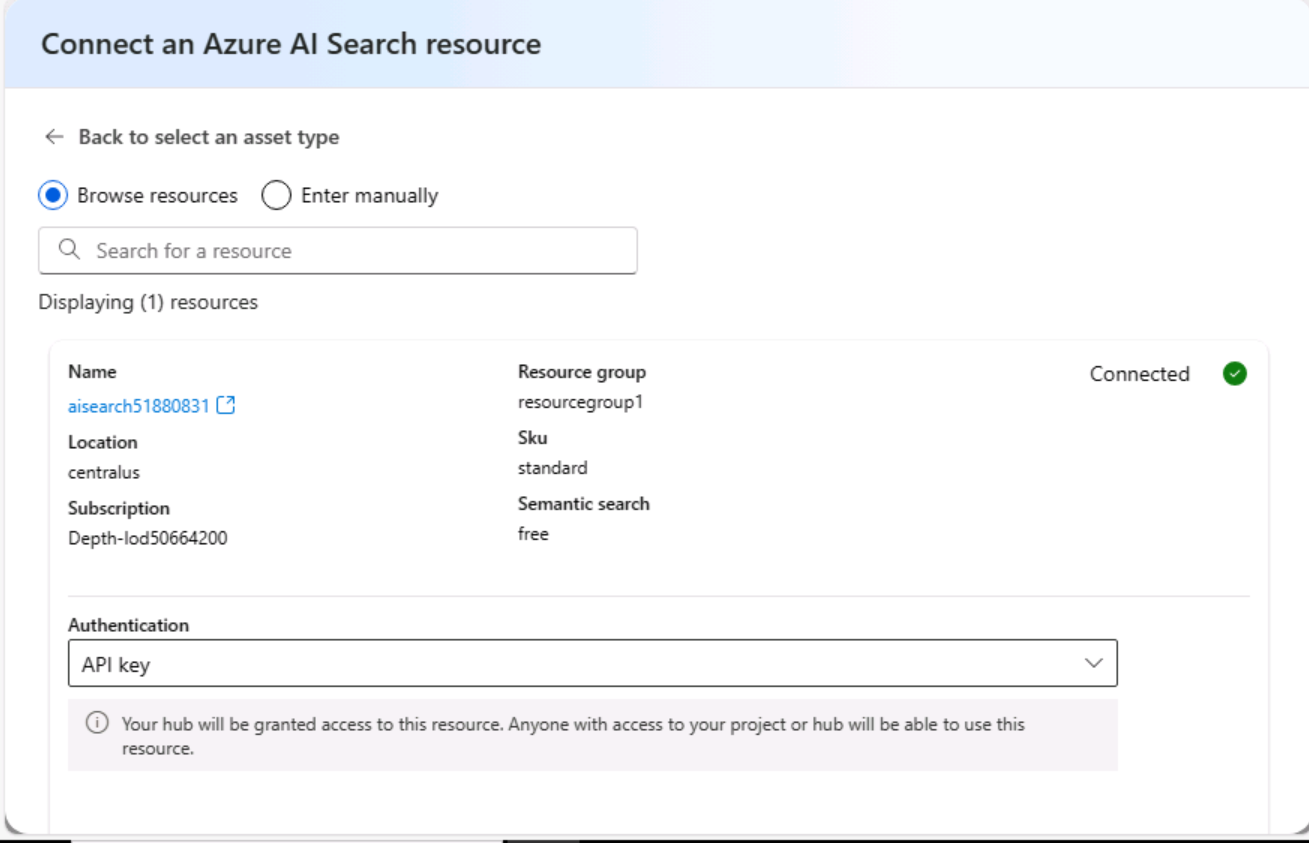 Connect an Azure AI Search resource
Back to select an asset type
Browse resources
Enter manually
Search for a resource
Displaying (1) resources
Name
aisearch51880831
Location
centralus
Subscription
Depth-lod50664200
Resource group
resourcegroup1
Sku
standard
Semantic search
free
Connected
Authentication
API key
Your hub will be granted access to this resource. Anyone with access to your project or hub will be able to use this
resource.